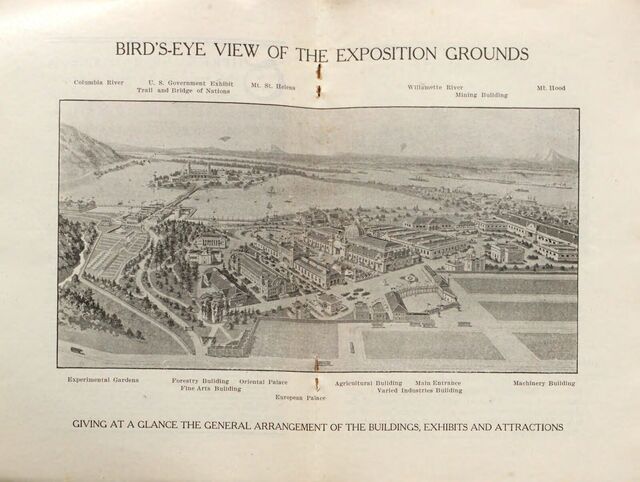 BIRD'S-EYE VIEW OF THE EXPOSITION GROUNDS
Columbia River
U. S. Government Exhibit
Trail and Bridge of Nations
Mt. St. Helens
Willamette River
Mining Building
Mt. Hood
Experimental Gardens
Forestry Building
Fine Arts Building
Oriental Palace
European Palace
Agricultural Building
Main Entrance
Varied Industries Building
Machinery Building
GIVING AT A GLANCE THE GENERAL ARRANGEMENT OF THE BUILDINGS, EXHIBITS AND ATTRACTIONS